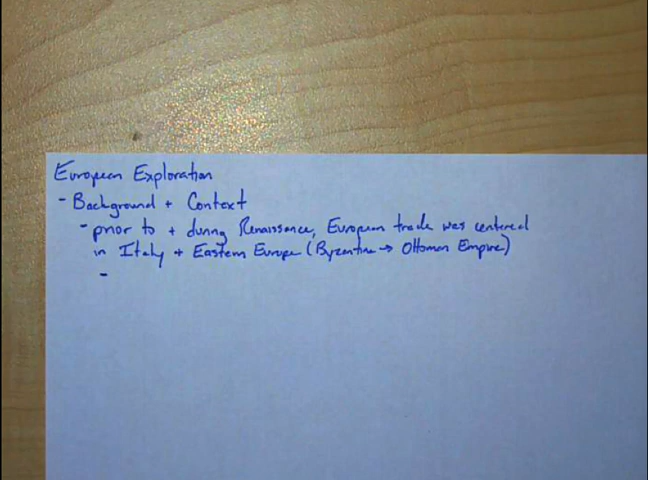 European Exploration
- Background + Context
- prior to + during Renaissance, European trade was centered
in Italy + Eastern Europe (Byzantine → Ottoman Empire)
-